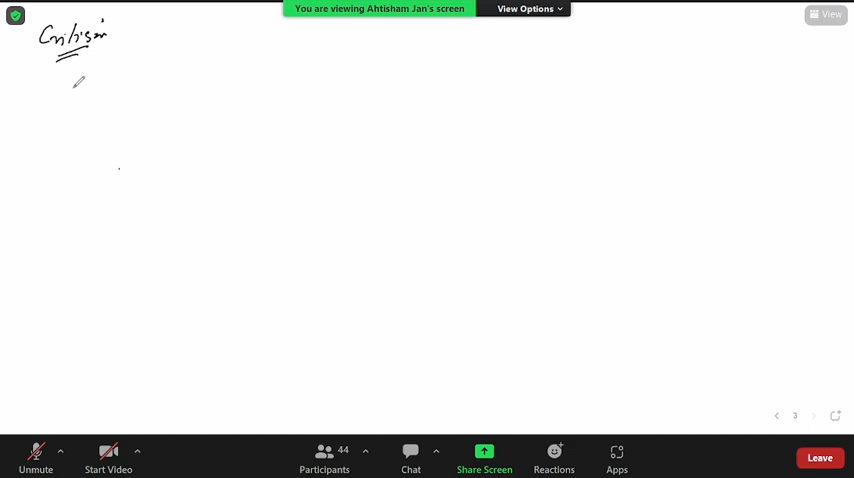 You are viewing Ahtisham Jan's screen
View Options
View
Critism
3
44
Unmute
Start Video
Participants
Chat
Share Screen
Reactions
Apps
Leave